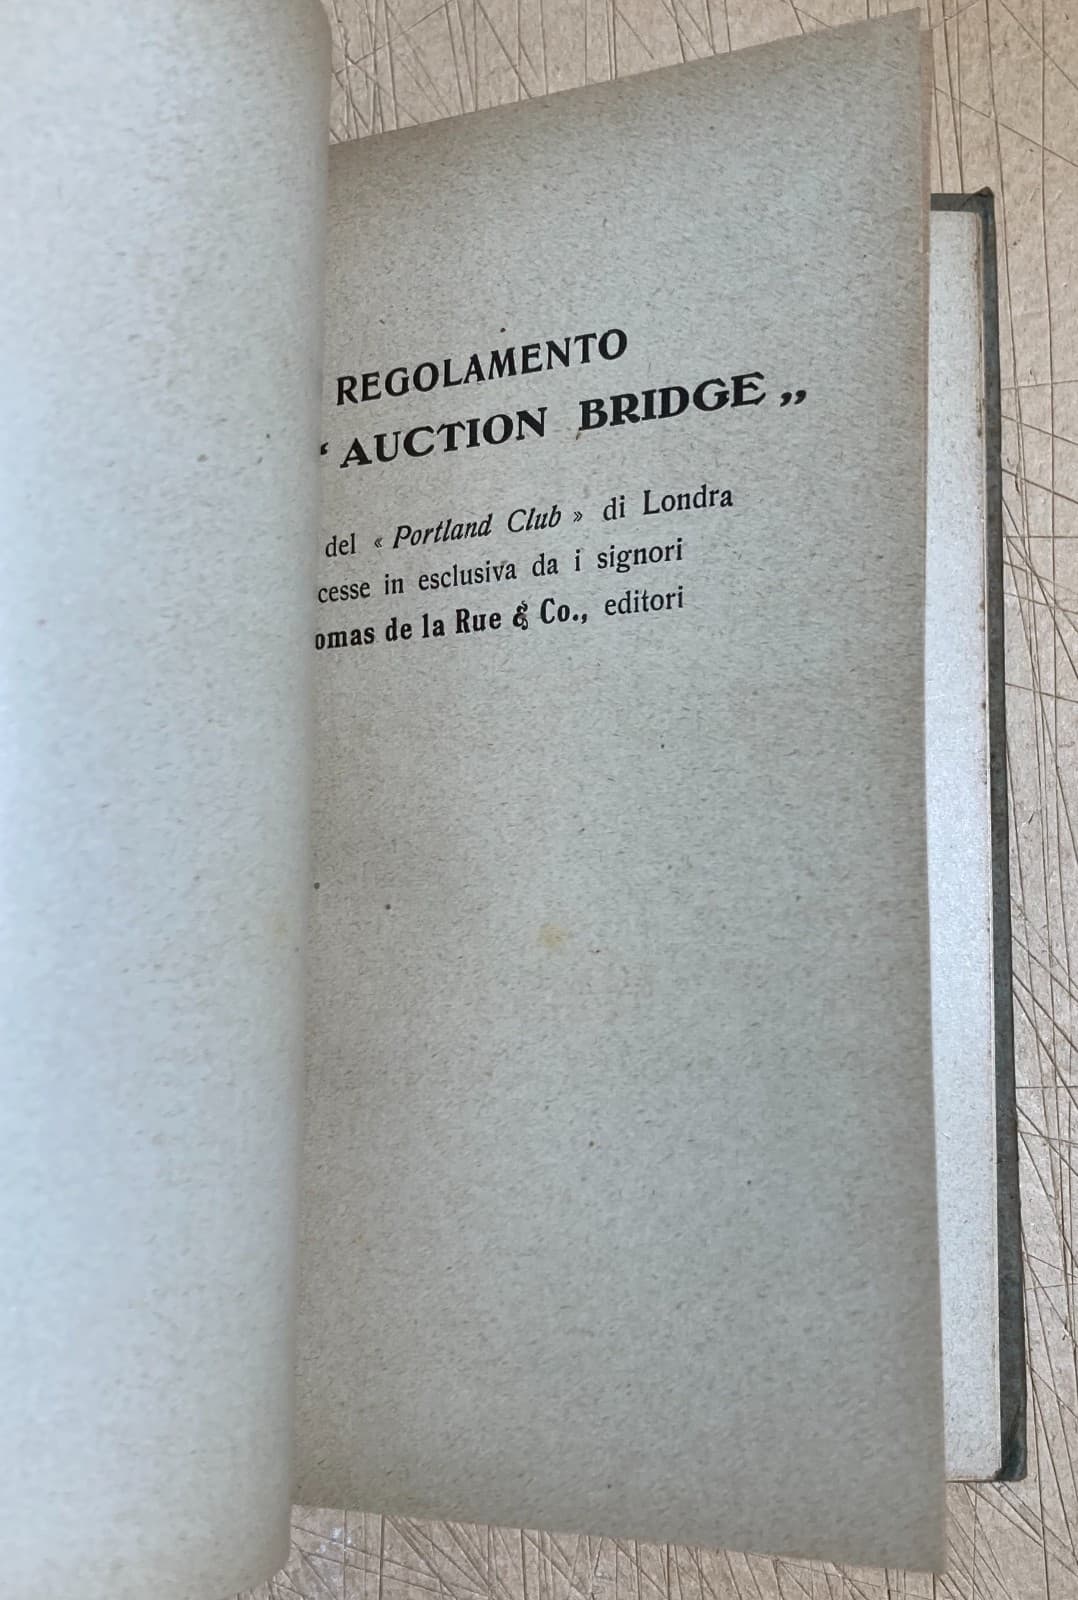 REGOLAMENTO
‘ AUCTION BRIDGE „
del « Portland Club » di Londra
cesse in esclusiva da i signori
omas de la Rue & Co., editori